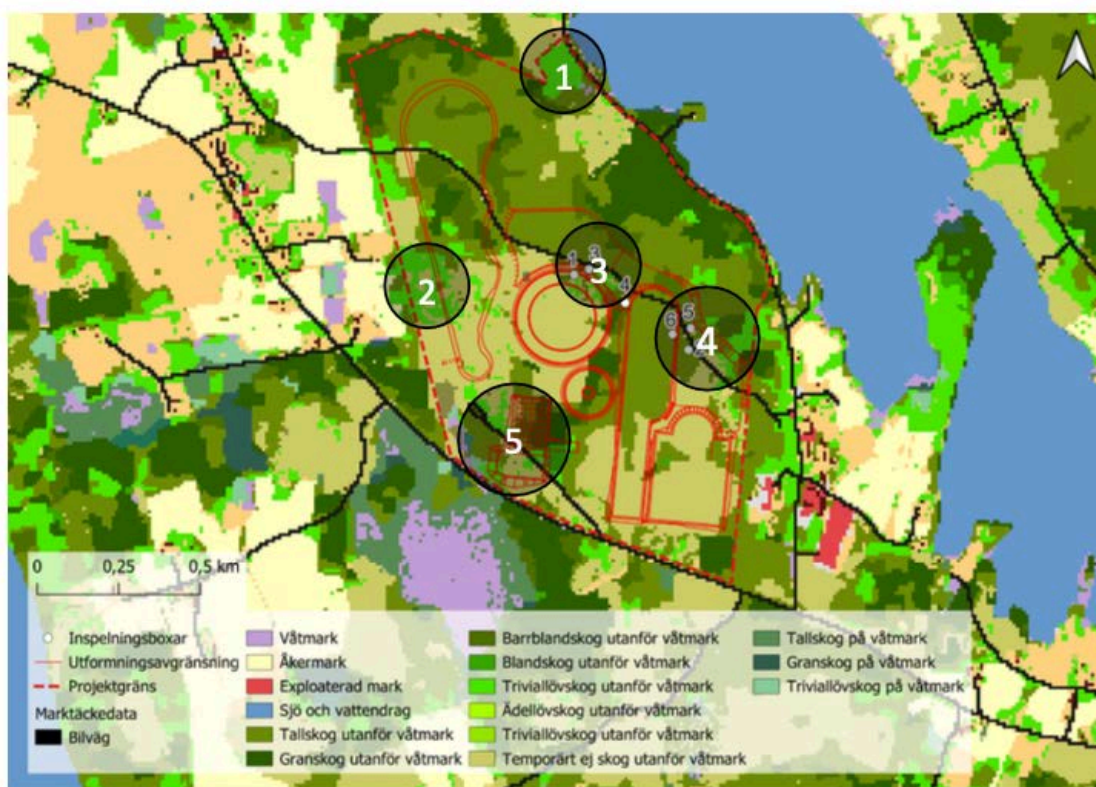 1
2
1 3
3
4
5
6
4
5
0 0,25 0,5 km
Inspelningsboxar
Utformningsavgränsning
Projektgräns
Marktäckedata
Bilväg
Våtmark
Åkermark
Exploaterad mark
Sjö och vattendrag
Tallskog utanför våtmark
Granskog utanför våtmark
Barrblandskog utanför våtmark
Blandskog utanför våtmark
Triviallövskog utanför våtmark
Ädellövskog utanför våtmark
Triviallövskog utanför våtmark
Temporärt ej skog utanför våtmark
Tallskog på våtmark
Granskog på våtmark
Triviallövskog på våtmark